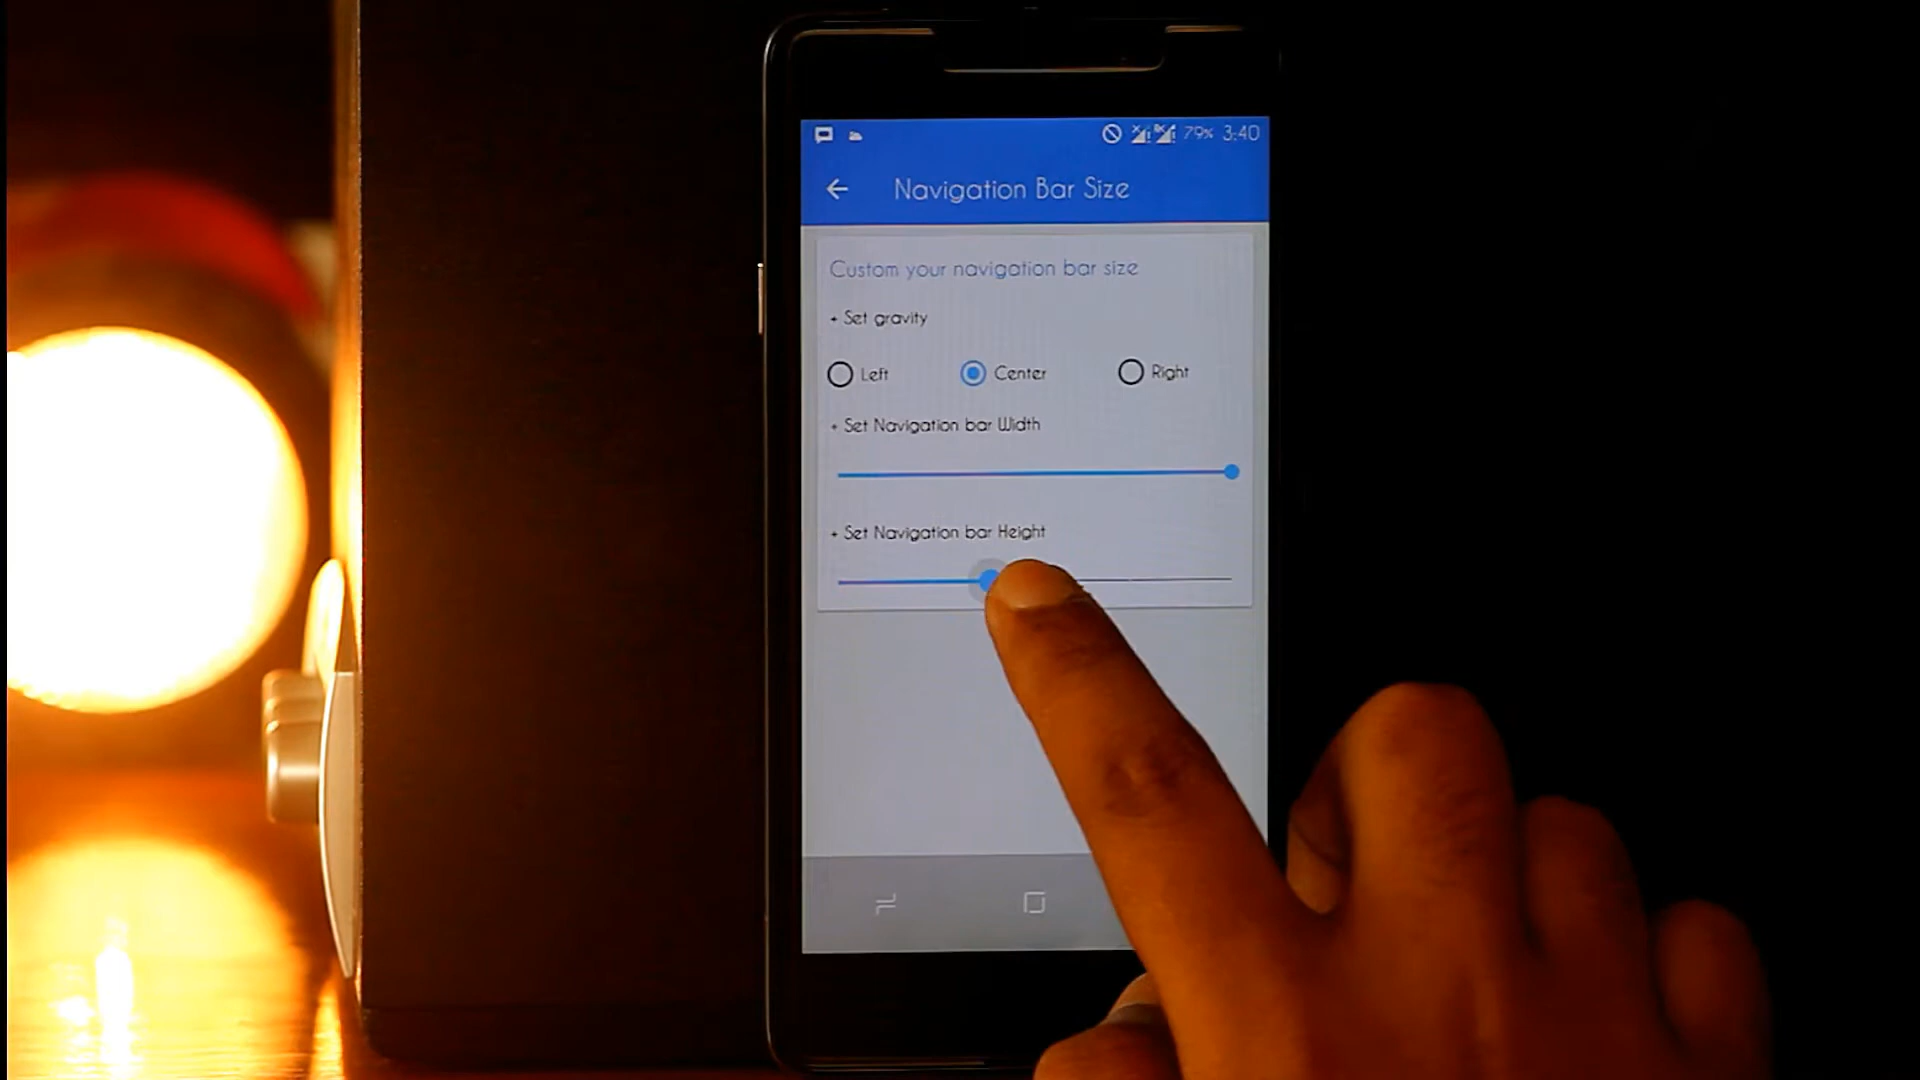 79% 3:40
Navigation Bar Size
Custom your navigation bar size
+ Set gravity
Left Center Right
+ Set Navigation bar Width
+ Set Navigation bar Height